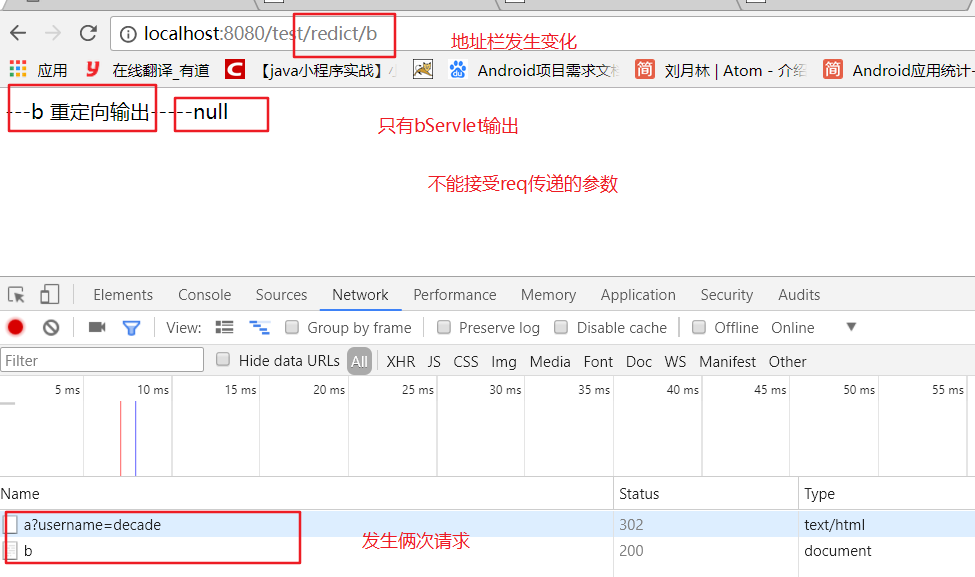 localhost:8080/test/redict/b
地址栏发生变化
应用 在线翻译_有道 【java小程序实战】 Android项目需求文 刘月林 | Atom - 介绍 Android应用统计
---b 重定向输出-----null
只有bServlet输出
不能接受req传递的参数
Elements Console Sources Network Performance Memory Application Security Audits
View: Group by frame Preserve log Disable cache Offline Online
Filter Hide data URLs All XHR JS CSS Img Media Font Doc WS Manifest Other
5 ms 10 ms 15 ms 20 ms 25 ms 30 ms 35 ms 40 ms 45 ms 50 ms 55 ms
Name Status Type
a?username=decade 302 text/html
发生俩次请求
b 200 document